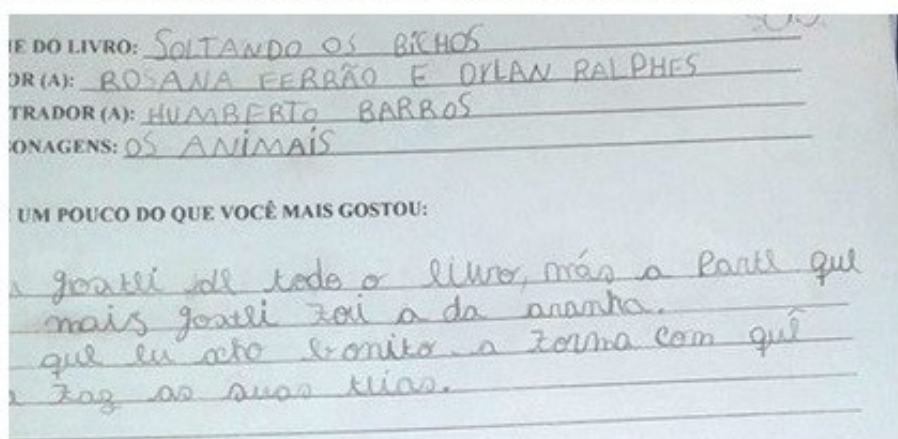 E DO LIVRO: SOLTANDO OS BICHOS
OR (A): ROSANA FERRÃO E DYLAN RALPHES
TRADOR (A): HUMBERTO BARROS
ONAGENS: OS ANIMAIS
UM POUCO DO QUE VOCÊ MAIS GOSTOU:
gostei de todo o livro, más a parte que
mais gostei foi a da aranha.
que eu acho bonito a forma com quê
faz as suas teias.